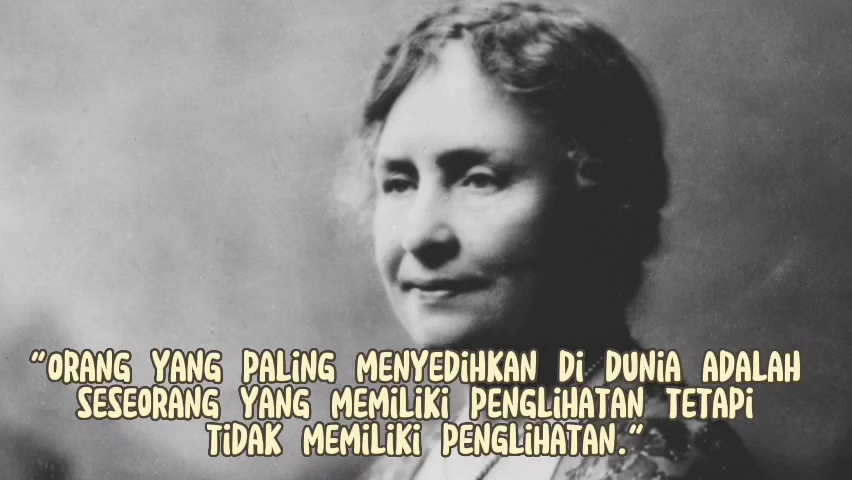 "ORANG YANG PALING MENYEDIHKAN DI DUNIA ADALAH
SESEORANG YANG MEMILIKI PENGLIHATAN TETAPI
TIDAK MEMILIKI PENGLIHATAN."